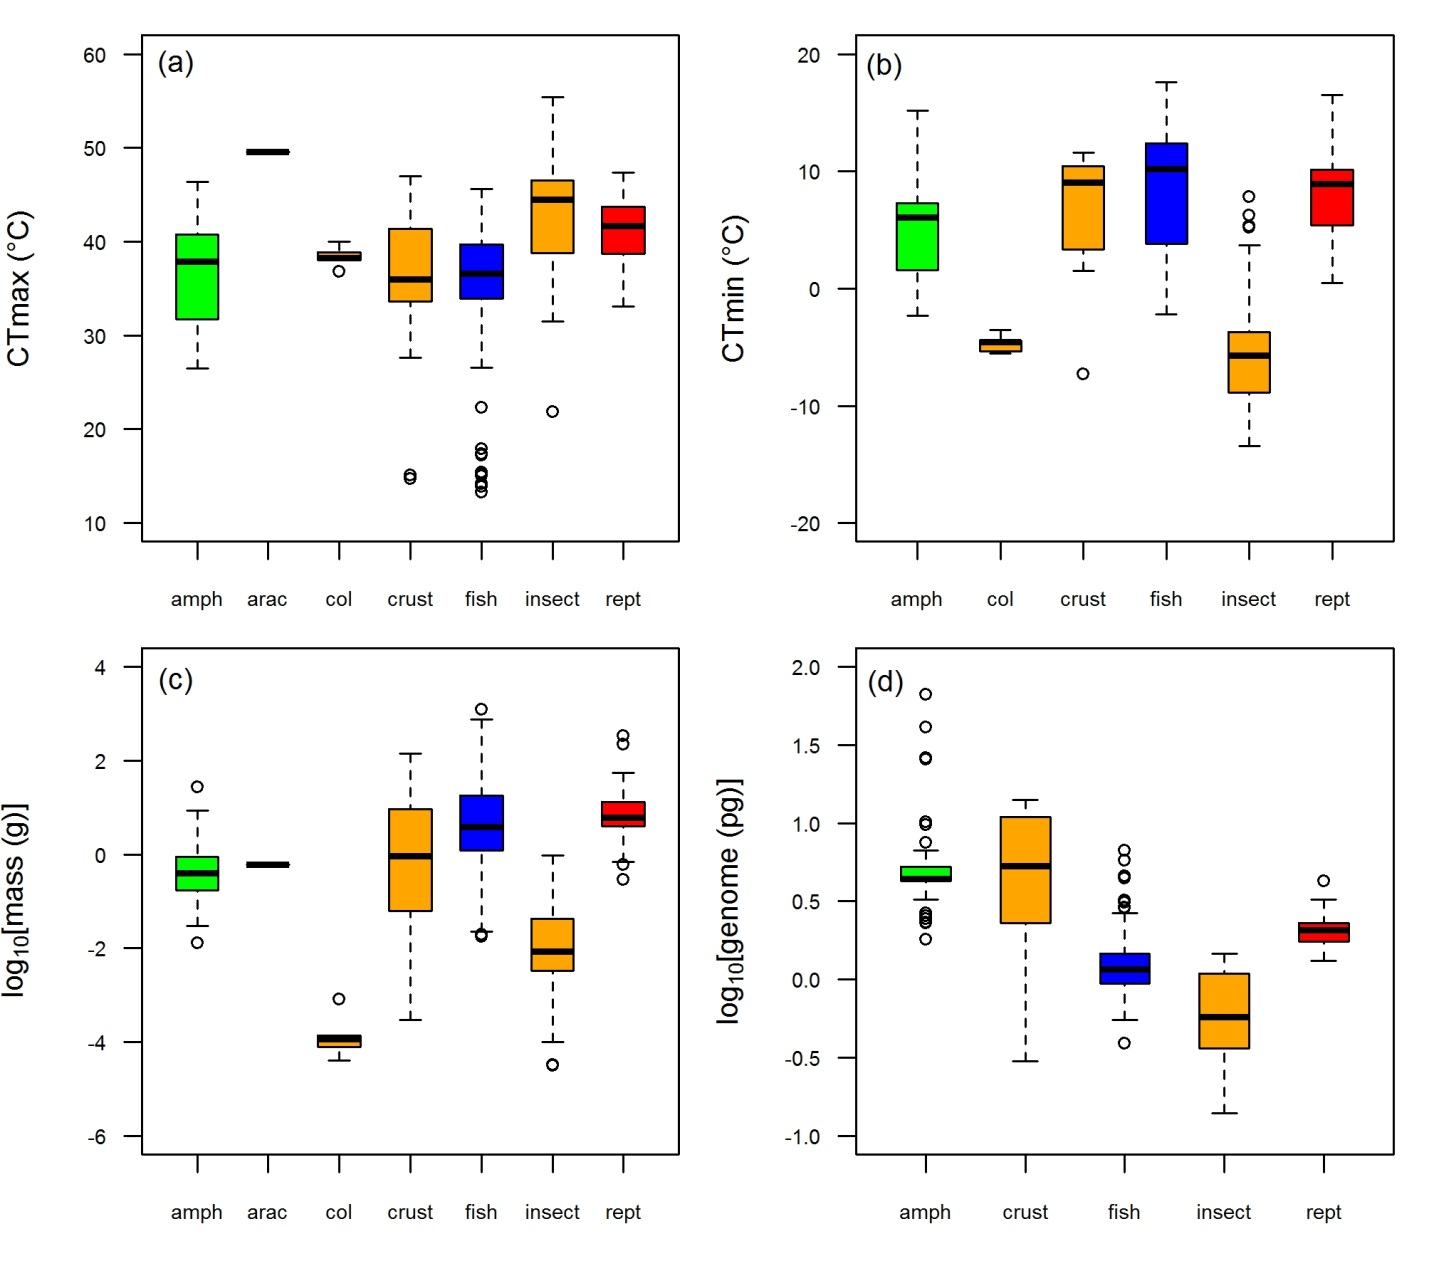 (a)
CTmax (°C)
60
50
40
30
20
10
amph arac col crust fish insect rept
(b)
CTmin (°C)
20
10
0
-10
-20
amph col crust fish insect rept
(c)
log10[mass (g)]
4
2
0
-2
-4
-6
amph arac col crust fish insect rept
(d)
log10[genome (pg)]
2.0
1.5
1.0
0.5
0.0
-0.5
-1.0
amph crust fish insect rept